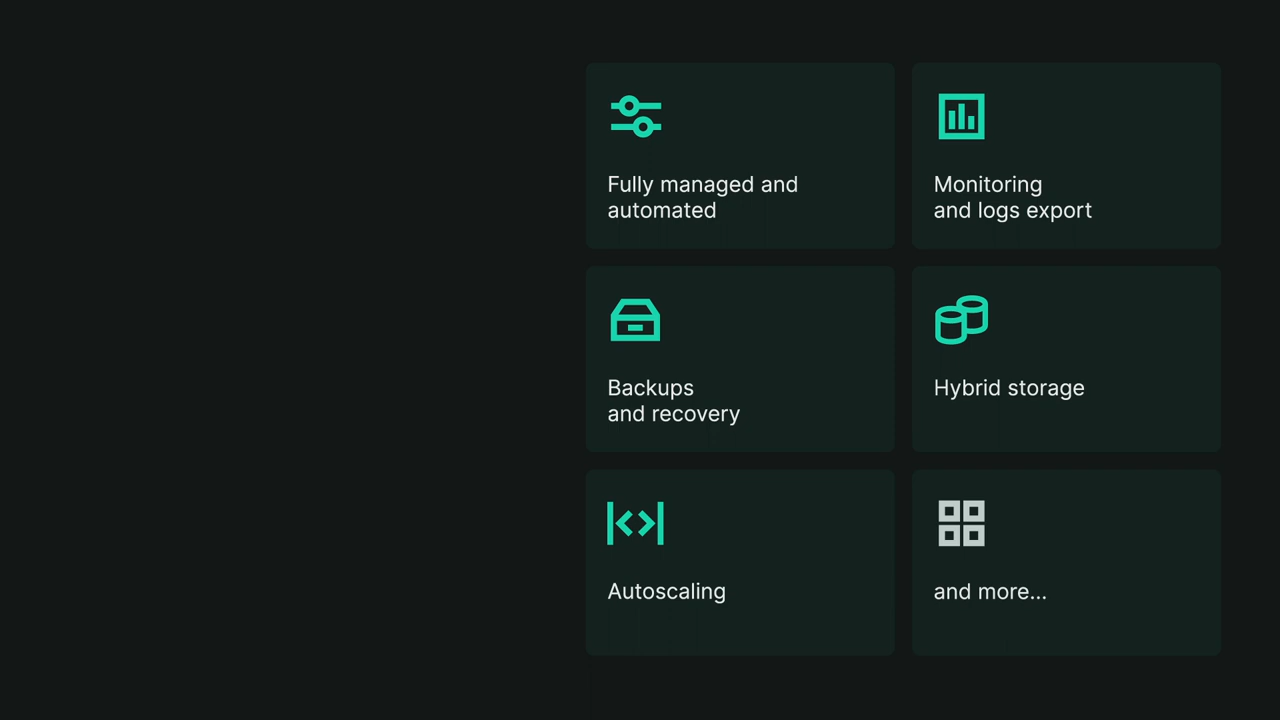 Fully managed and
automated
Monitoring
and logs export
Backups
and recovery
Hybrid storage
Autoscaling
and more...